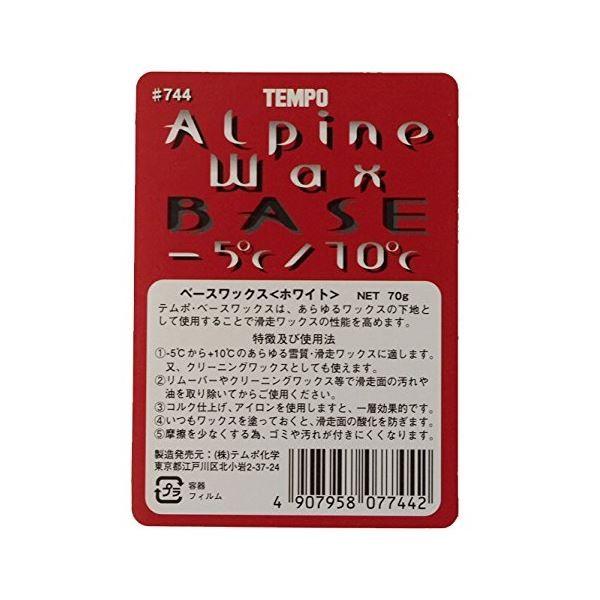 #744
TEMPO
Alpine
Wax
BASE
-5℃/10℃
ベースワックス<ホワイト> NET 70g
テムポ・ベースワックスは、あらゆるワックスの下地と
して使用することで滑走ワックスの性能を高めます。
特徴及び使用法
①-5℃から+10℃のあらゆる雪質・滑走ワックスに適します。
又、クリーニングワックスとしても使えます。
②リムーバーやクリーニングワックス等で滑走面の汚れや
油を取り除いてからご使用ください。
③コルク仕上げ、アイロンを使用しますと、一層効果的です。
④いつもワックスを塗っておくと、滑走面の酸化を防ぎます。
⑤摩擦を少なくする為、ゴミや汚れが付きにくくなります。
製造発売元:(株)テムポ化学
東京都江戸川区北小岩2-37-24
プラ
容器
フィルム
4 907958 077442